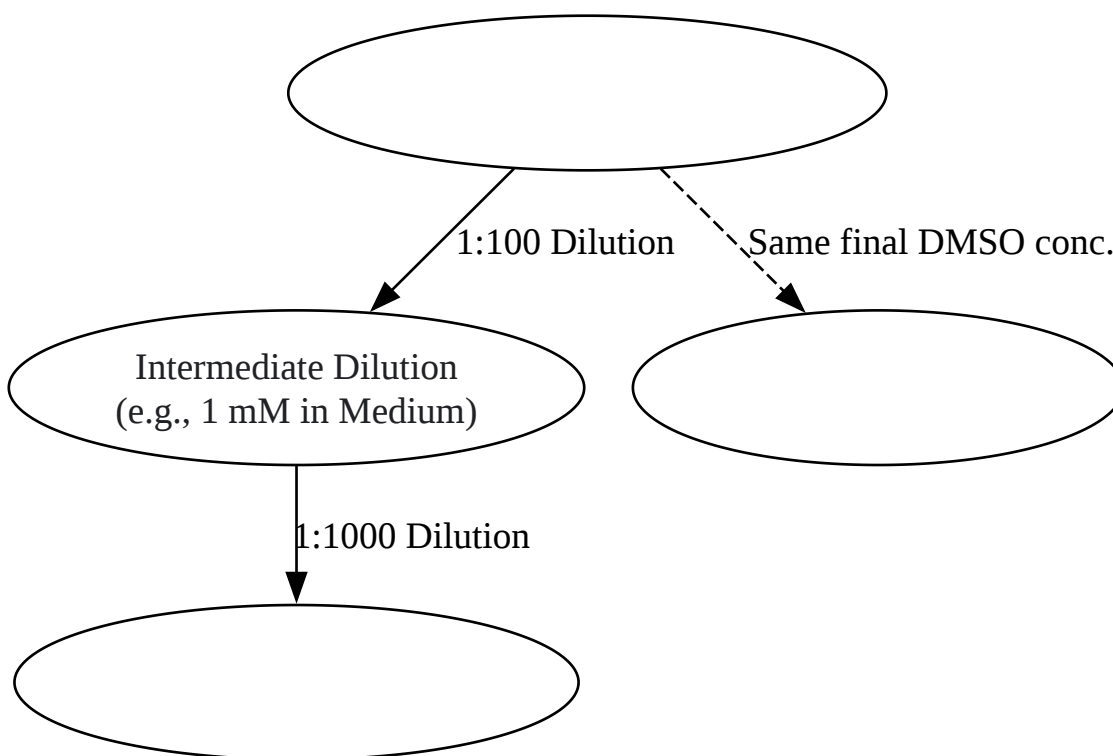 1:100 Dilution
Same final DMSO conc.
Intermediate Dilution
(e.g., 1 mM in Medium)
1:1000 Dilution